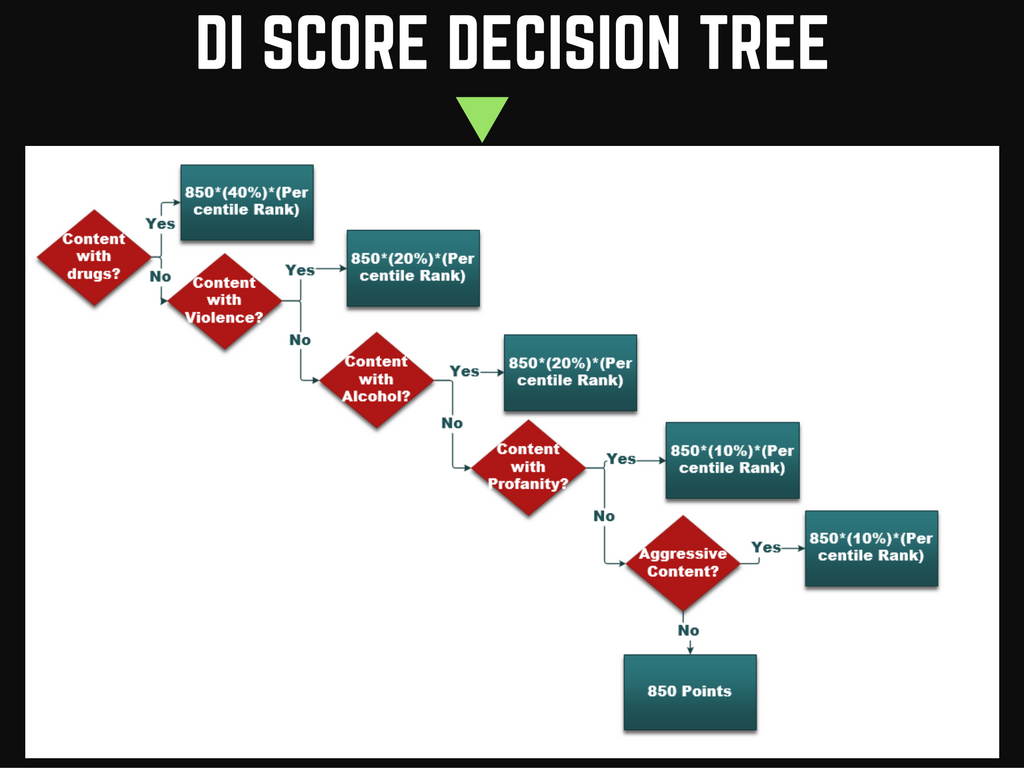 DI SCORE DECISION TREE
850*(40%)*(Per
centile Rank)
Yes
Content
with
drugs?
No
850*(20%)*(Per
centile Rank)
Yes
Content
with
Violence?
No
850*(20%)*(Per
centile Rank)
Yes
Content
with
Alcohol?
No
850*(10%)*(Per
centile Rank)
Yes
Content
with
Profanity?
No
850*(10%)*(Per
centile Rank)
Yes
Aggressive
Content?
No
850 Points